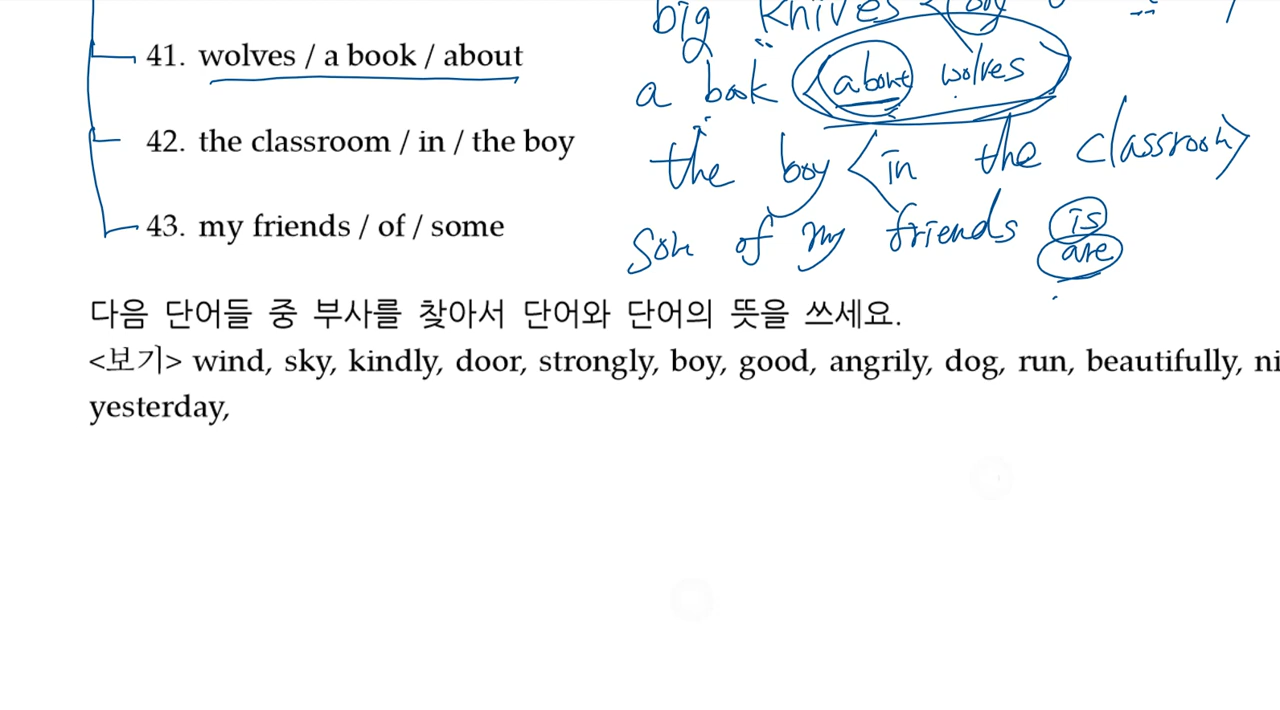 big knives
41. wolves / a book / about
a book <about wolves
42. the classroom / in / the boy
the boy <in the classroom>
43. my friends / of / some
som of my friends is
are
다음 단어들 중 부사를 찾아서 단어와 단어의 뜻을 쓰세요.
<보기> wind, sky, kindly, door, strongly, boy, good, angrily, dog, run, beautifully, ni
yesterday,